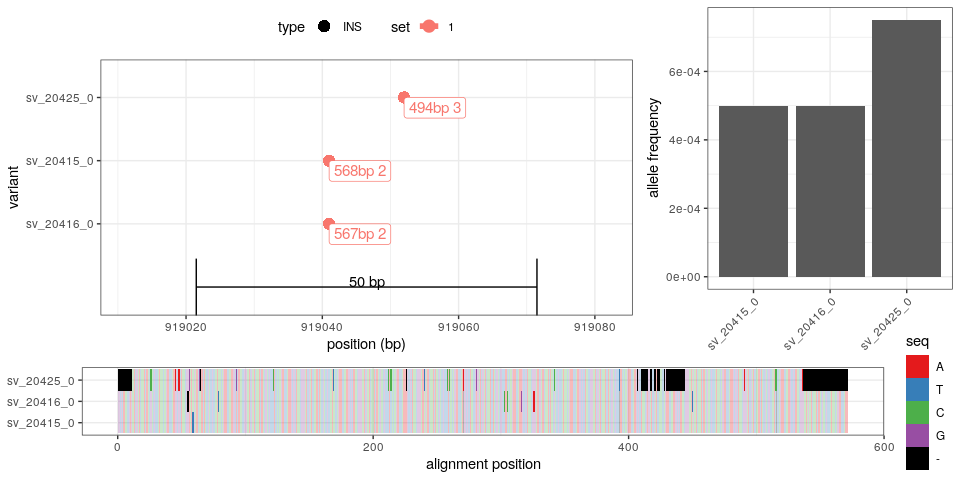 type INS set 1
variant
sv_20425_0
sv_20415_0
sv_20416_0
494bp 3
568bp 2
567bp 2
50 bp
919020 919040 919060 919080
position (bp)
allele frequency
6e-04
4e-04
2e-04
0e+00
sv_20415_0 sv_20416_0 sv_20425_0
sv_20425_0
sv_20416_0
sv_20415_0
0 200 400 600
alignment position
seq
A
T
C
G
-